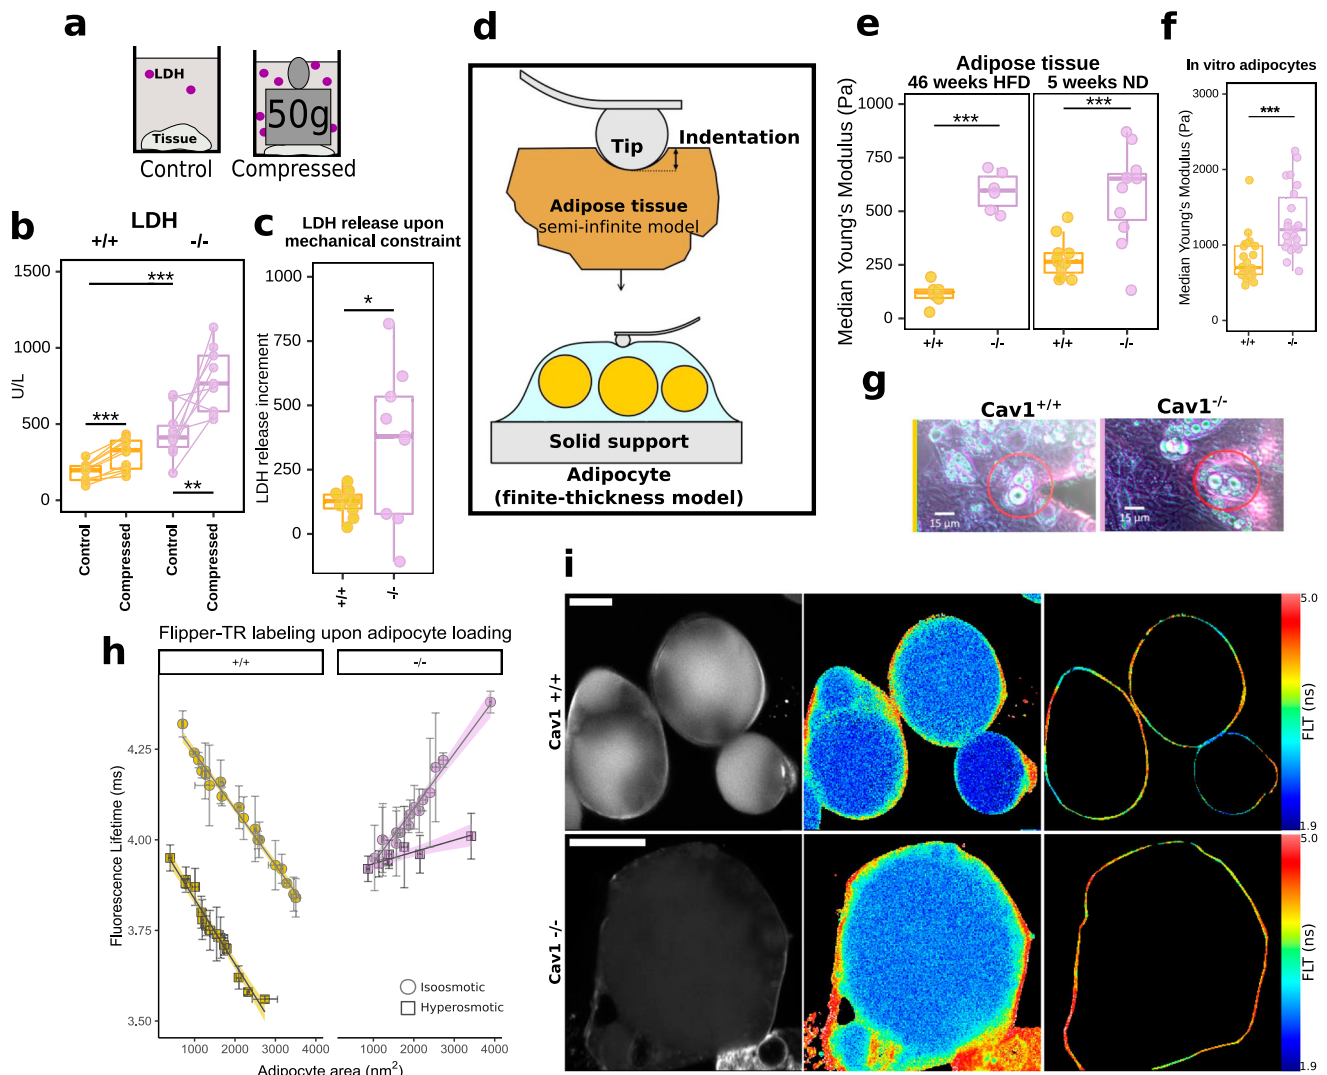 a
LDH
Tissue
Control
50g
Compressed
b
LDH
+/+
-/-
***
***
**
1500
1000
500
0
U/L
Control
Compressed
Control
Compressed
c
LDH release upon
mechanical constraint
*
1000
750
500
250
0
LDH release increment
+/+
-/-
d
Tip
Indentation
Adipose tissue
semi-infinite model
Solid support
Adipocyte
(finite-thickness model)
e
Adipose tissue
46 weeks HFD
5 weeks ND
***
***
1000
750
500
250
0
Median Young's Modulus (Pa)
+/+
-/-
+/+
-/-
f
In vitro adipocytes
***
3000
2000
1000
0
Median Young's Modulus (Pa)
+/+
-/-
g
Cav1+/+
Cav1-/-
15 µm
15 µm
h
Flipper-TR labeling upon adipocyte loading
+/+
-/-
4.25
4.00
3.75
3.50
Fluorescence Lifetime (ms)
Isoosmotic
Hyperosmotic
1000
2000
3000
4000
1000
2000
3000
4000
Adipocyte area (nm²)
i
Cav1 +/+
5.0
FLT (ns)
1.9
Cav1 -/-
5.0
FLT (ns)
1.9